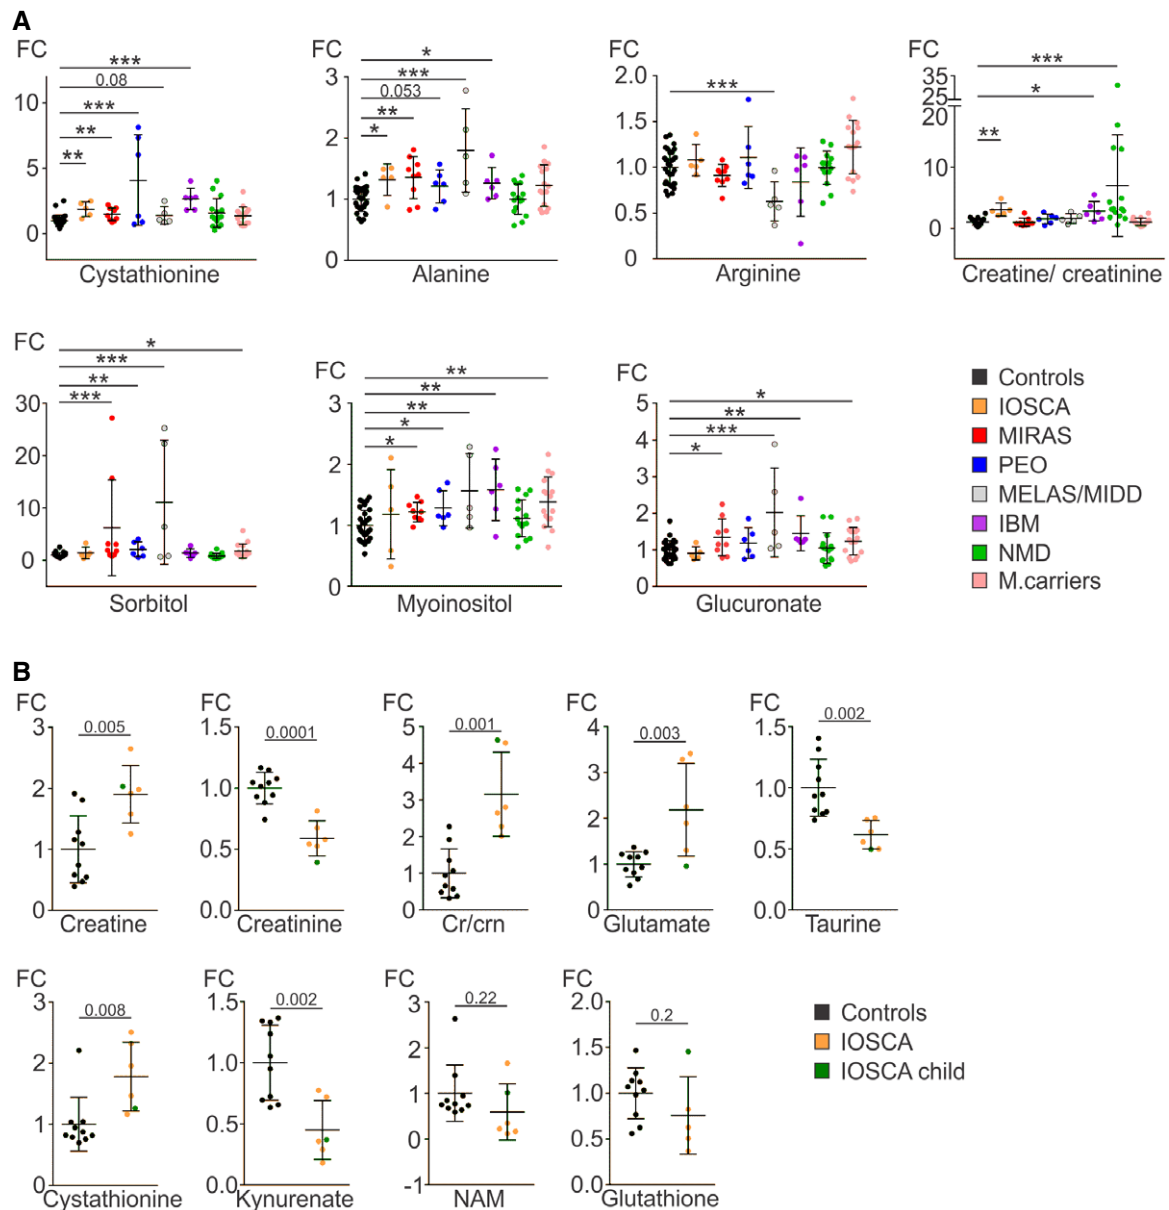 A
FC
FC
FC
FC
***
0.08
***
**
**
10
5
0
Cystathionine
*
***
0.053
**
*
3
2
1
0
Alanine
***
2.0
1.5
1.0
0.5
0
Arginine
***
*
**
35
25
20
10
0
Creatine/ creatinine
FC
*
***
**
***
30
20
10
0
Sorbitol
FC
**
**
**
*
*
3
2
1
0
Myoinositol
FC
*
**
***
*
5
4
3
2
1
0
Glucuronate
Controls
IOSCA
MIRAS
PEO
MELAS/MIDD
IBM
NMD
M.carriers
B
FC
0.005
3
2
1
0
Creatine
FC
0.0001
1.5
1.0
0.5
0.0
Creatinine
FC
0.001
5
4
3
2
1
0
Cr/crn
FC
0.003
4
3
2
1
0
Glutamate
FC
0.002
1.5
1.0
0.5
0.0
Taurine
FC
0.008
3
2
1
0
Cystathionine
FC
0.002
1.5
1.0
0.5
0.0
Kynurenate
FC
0.22
3
2
1
0
-1
NAM
FC
0.2
2.0
1.5
1.0
0.5
0.0
Glutathione
Controls
IOSCA
IOSCA child